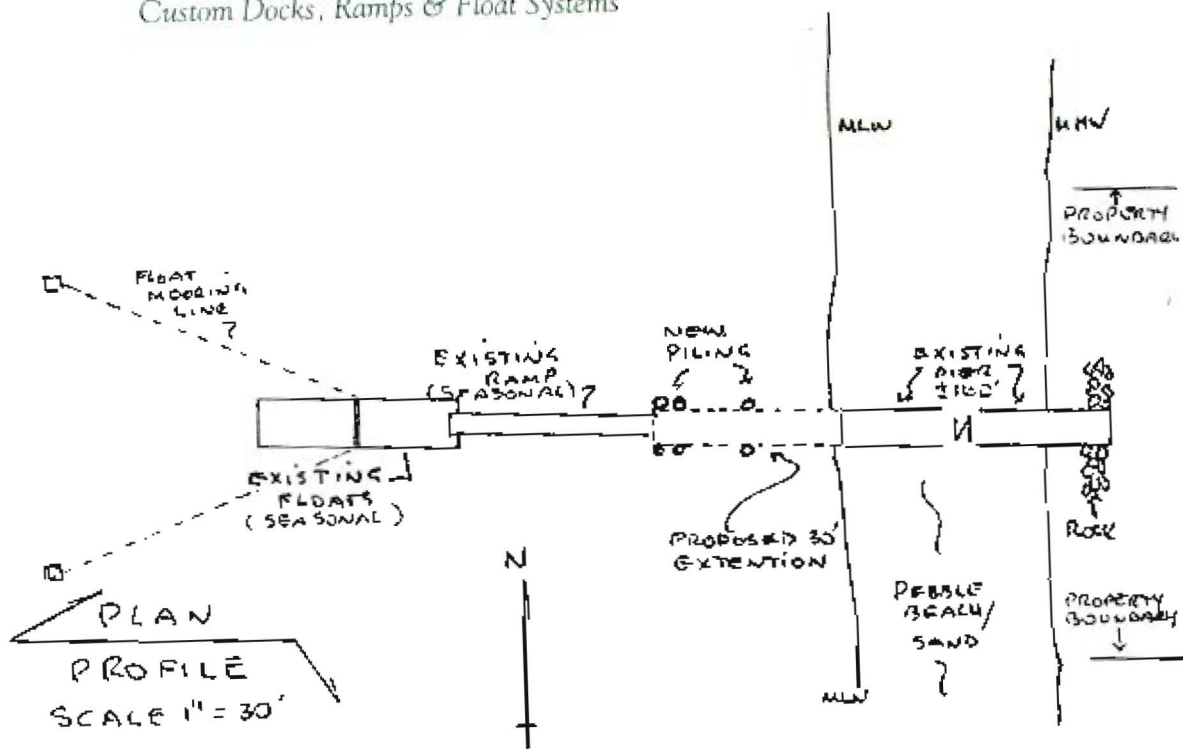 Custom Docks, Ramps & Float Systems
MLW
MHW
PROPERTY
BOUNDARY
FLOAT
MOORING
LINE
NEW
PILING
EXISTING
RAMP
(SEASONAL)
EXISTING
PIER
EXISTING
FLOATS
(SEASONAL)
PROPOSED 30'
EXTENTION
ROCK
N
PEBBLE
BEACH/
SAND
PROPERTY
BOUNDARY
MLW
PLAN
PROFILE
SCALE 1" = 30'